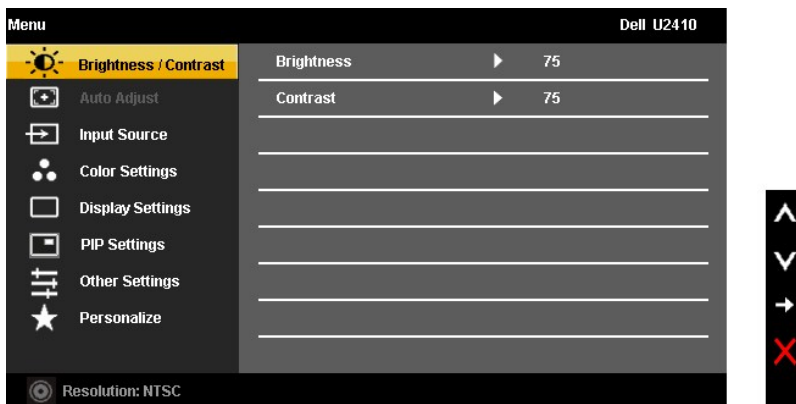 Menu Dell U2410
Brightness / Contrast Brightness 75
Auto Adjust Contrast 75
Input Source
Color Settings
Display Settings
PIP Settings
Other Settings
Personalize
Resolution: NTSC